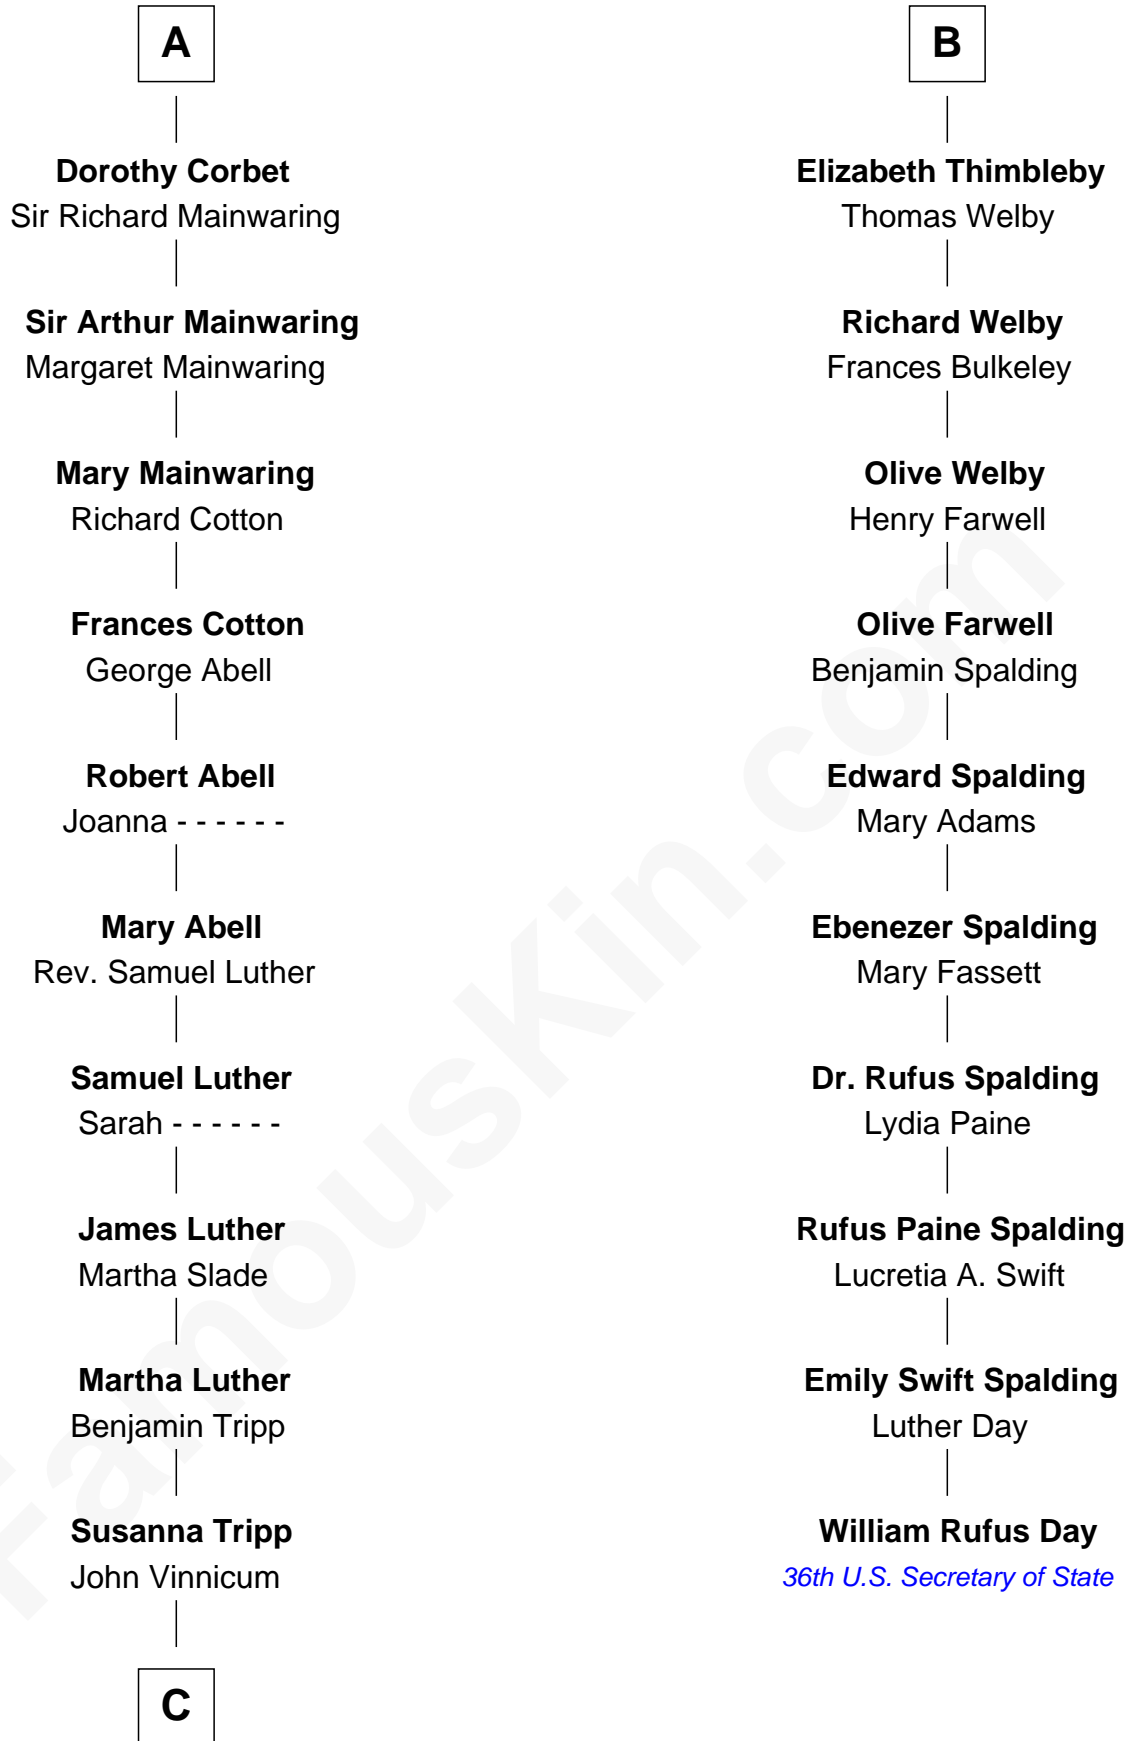 A
Dorothy Corbet
Sir Richard Mainwaring
Sir Arthur Mainwaring
Margaret Mainwaring
Mary Mainwaring
Richard Cotton
Frances Cotton
George Abell
Robert Abell
Joanna - - - - - -
Mary Abell
Rev. Samuel Luther
Samuel Luther
Sarah - - - - - -
James Luther
Martha Slade
Martha Luther
Benjamin Tripp
Susanna Tripp
John Vinnicum
C
B
Elizabeth Thimbleby
Thomas Welby
Richard Welby
Frances Bulkeley
Olive Welby
Henry Farwell
Olive Farwell
Benjamin Spalding
Edward Spalding
Mary Adams
Ebenezer Spalding
Mary Fassett
Dr. Rufus Spalding
Lydia Paine
Rufus Paine Spalding
Lucretia A. Swift
Emily Swift Spalding
Luther Day
William Rufus Day
36th U.S. Secretary of State
FamousKin.com